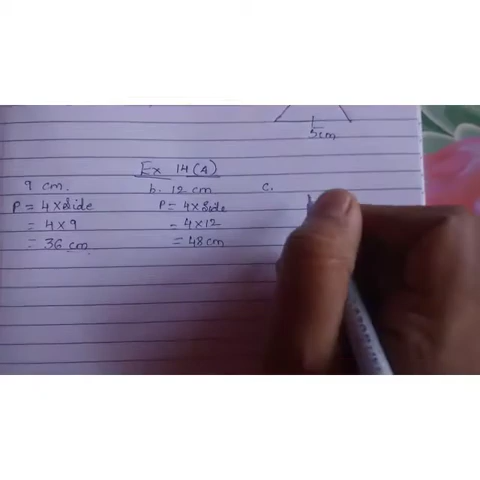 5cm
Ex 14(A)
9 cm. b. 12 cm c.
P = 4 x side P = 4 x side
= 4 x 9 = 4 x 12
= 36 cm = 48 cm